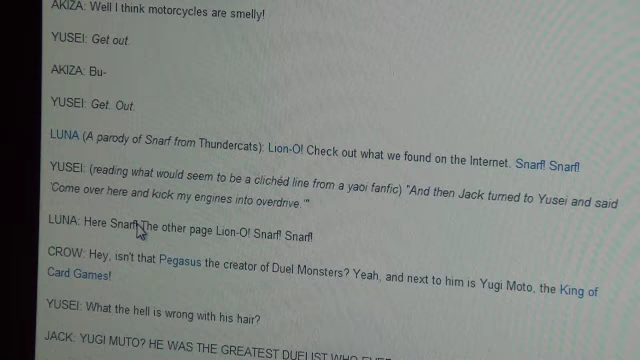 AKIZA: Well I think motorcycles are smelly!
YUSEI: Get out.
AKIZA: Bu-
YUSEI: Get. Out.
LUNA (A parody of Snarf from Thundercats): Lion-O! Check out what we found on the Internet. Snarf! Snarf!
YUSEI: (reading what would seem to be a clichéd line from a yaoi fanfic) "And then Jack turned to Yusei and said
'Come over here and kick my engines into overdrive.'"
LUNA: Here Snarf! The other page Lion-O! Snarf! Snarf!
CROW: Hey, isn't that Pegasus the creator of Duel Monsters? Yeah, and next to him is Yugi Moto, the King of
Card Games!
YUSEI: What the hell is wrong with his hair?
JACK: YUGI MUTO? HE WAS THE GREATEST DUELIST WHO EVER